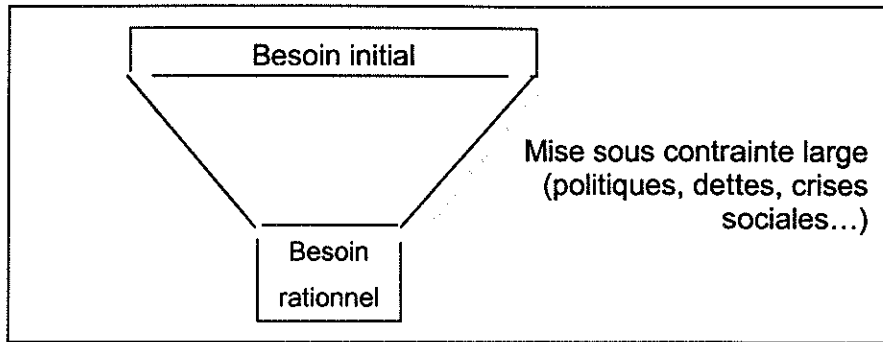 Besoin initial
Mise sous contrainte large
(politiques, dettes, crises
sociales...)
Besoin
rationnel